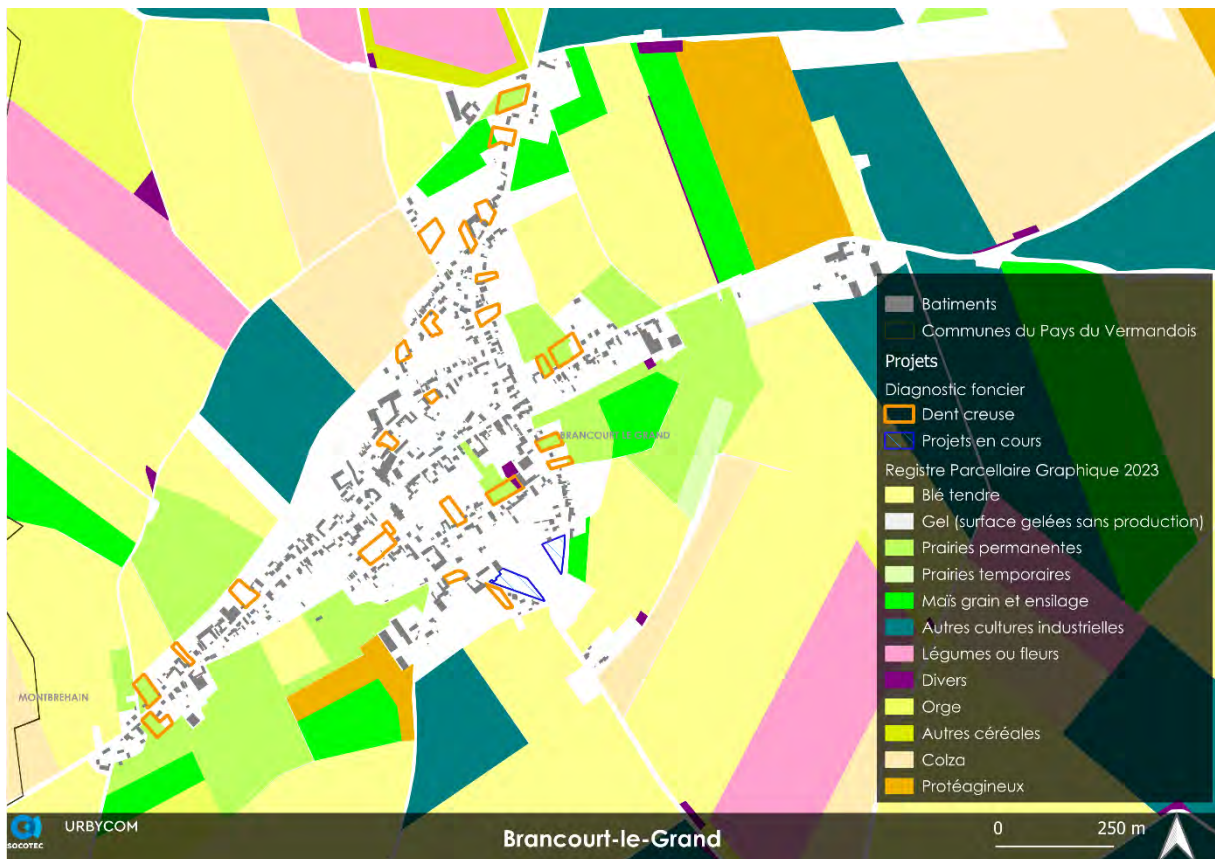 BRANCOURT-LE-GRAND
MONTBREHAIN
Batiments
Communes du Pays du Vermandois
Projets
Diagnostic foncier
Dent creuse
Projets en cours
Registre Parcellaire Graphique 2023
Blé tendre
Gel (surface gelées sans production)
Prairies permanentes
Prairies temporaires
Maïs grain et ensilage
Autres cultures industrielles
Légumes ou fleurs
Divers
Orge
Autres céréales
Colza
Protéagineux
SOCOTEC
URBYCOM
Brancourt-le-Grand
0 250 m